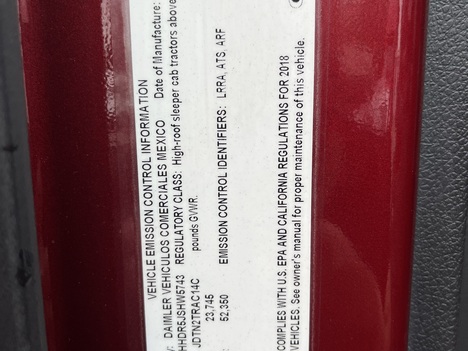 VEHICLE EMISSION CONTROL INFORMATION
DAIMLER VEHICULOS COMERCIALES MEXICO Date of Manufacture:
HHDR5JSHW5743 REGULATORY CLASS: High-roof sleeper cab tractors above
JDTN2TRAC14C pounds GVWR.
23,745
52,350 EMISSION CONTROL IDENTIFIERS: LRRA, ATS, ARF
COMPLIES WITH U.S. EPA AND CALIFORNIA REGULATIONS FOR 2018
VEHICLES. See owner's manual for proper maintenance of this vehicle.